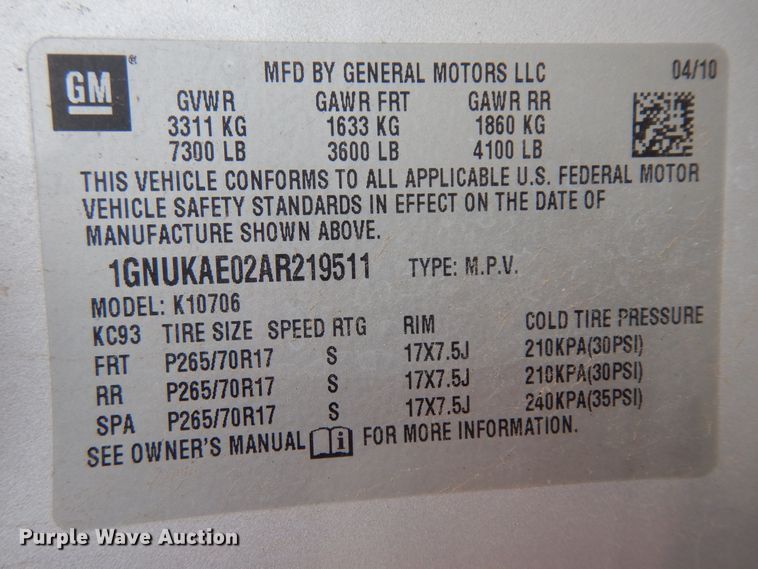 GM®
MFD BY GENERAL MOTORS LLC 04/10
GVWR GAWR FRT GAWR RR
3311 KG 1633 KG 1860 KG
7300 LB 3600 LB 4100 LB
THIS VEHICLE CONFORMS TO ALL APPLICABLE U.S. FEDERAL MOTOR
VEHICLE SAFETY STANDARDS IN EFFECT ON THE DATE OF
MANUFACTURE SHOWN ABOVE.
1GNUKAE02AR219511 TYPE: M.P.V.
MODEL: K10706
KC93 TIRE SIZE SPEED RTG RIM COLD TIRE PRESSURE
FRT P265/70R17 S 17X7.5J 210KPA(30PSI)
RR P265/70R17 S 17X7.5J 210KPA(30PSI)
SPA P265/70R17 S 17X7.5J 240KPA(35PSI)
SEE OWNER'S MANUAL i FOR MORE INFORMATION.
Purple Wave Auction